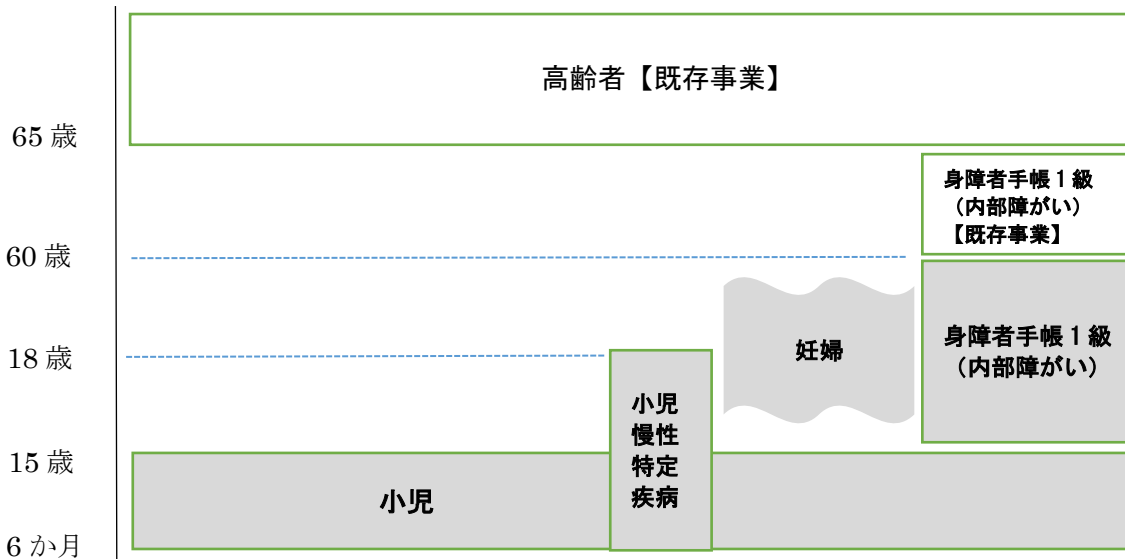 高齢者【既存事業】
65 歳
身障者手帳１級
（内部障がい）
【既存事業】
60 歳
身障者手帳１級
（内部障がい）
妊婦
18 歳
小児
慢性
特定
疾病
15 歳
小児
6 か月